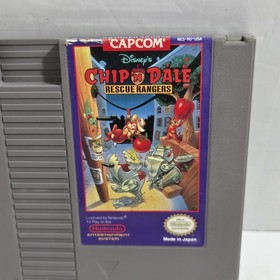 CAPCOM
NES-RU-USA
Disney's
CHIP 'N DALE
RESCUE RANGERS
Licensed by Nintendo
for Play on the
Nintendo
ENTERTAINMENT
SYSTEM
Nintendo
Made in Japan